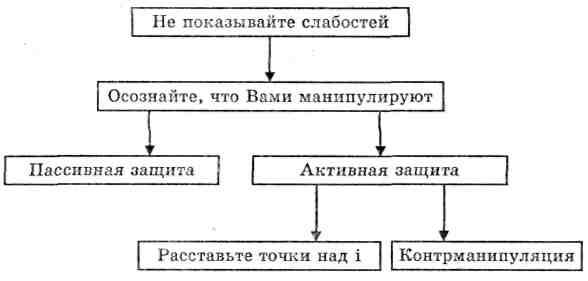 Не показывайте слабостей
Осознайте, что Вами манипулируют
Пассивная защита
Активная защита
Расставьте точки над i
Контрманипуляция